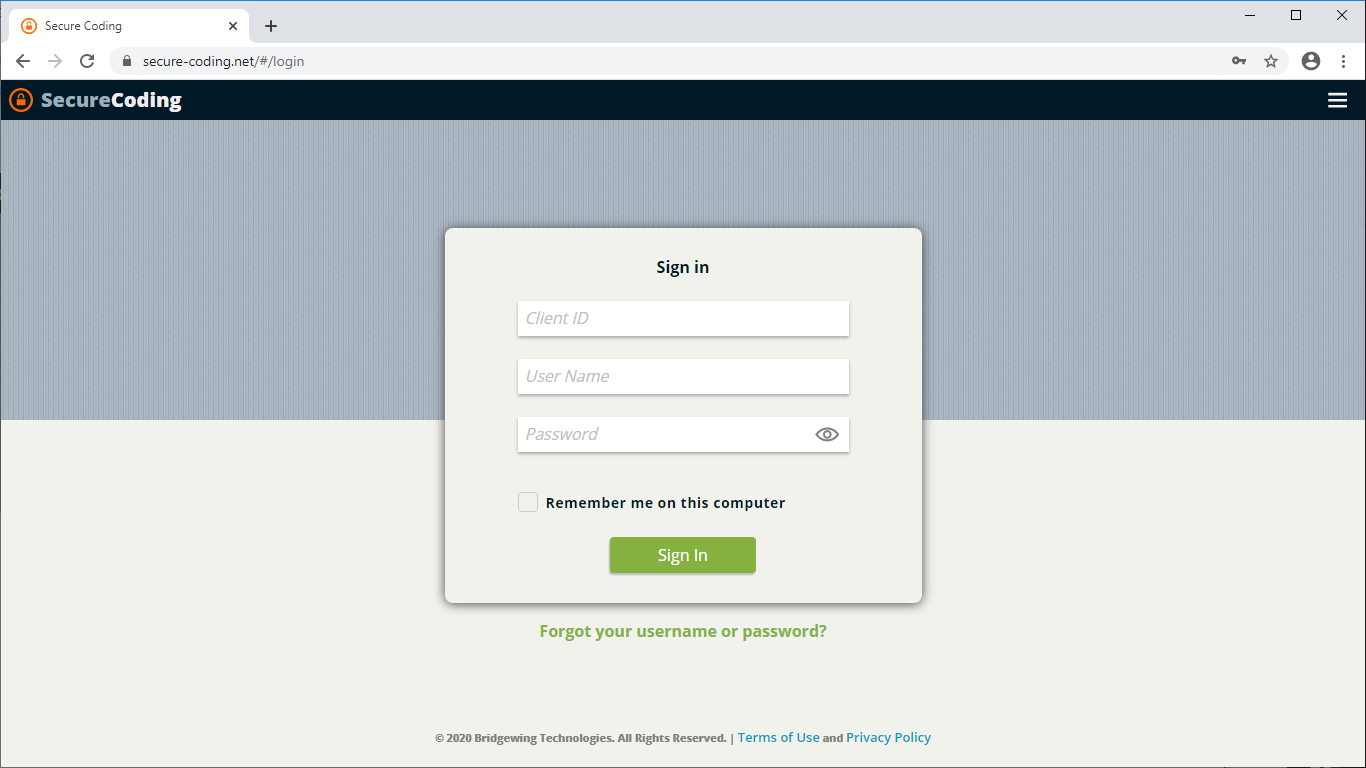 Secure Coding
secure-coding.net/#/login
SecureCoding
Sign in
Client ID
User Name
Password
Remember me on this computer
Sign In
Forgot your username or password?
© 2020 Bridgewing Technologies. All Rights Reserved. | Terms of Use and Privacy Policy